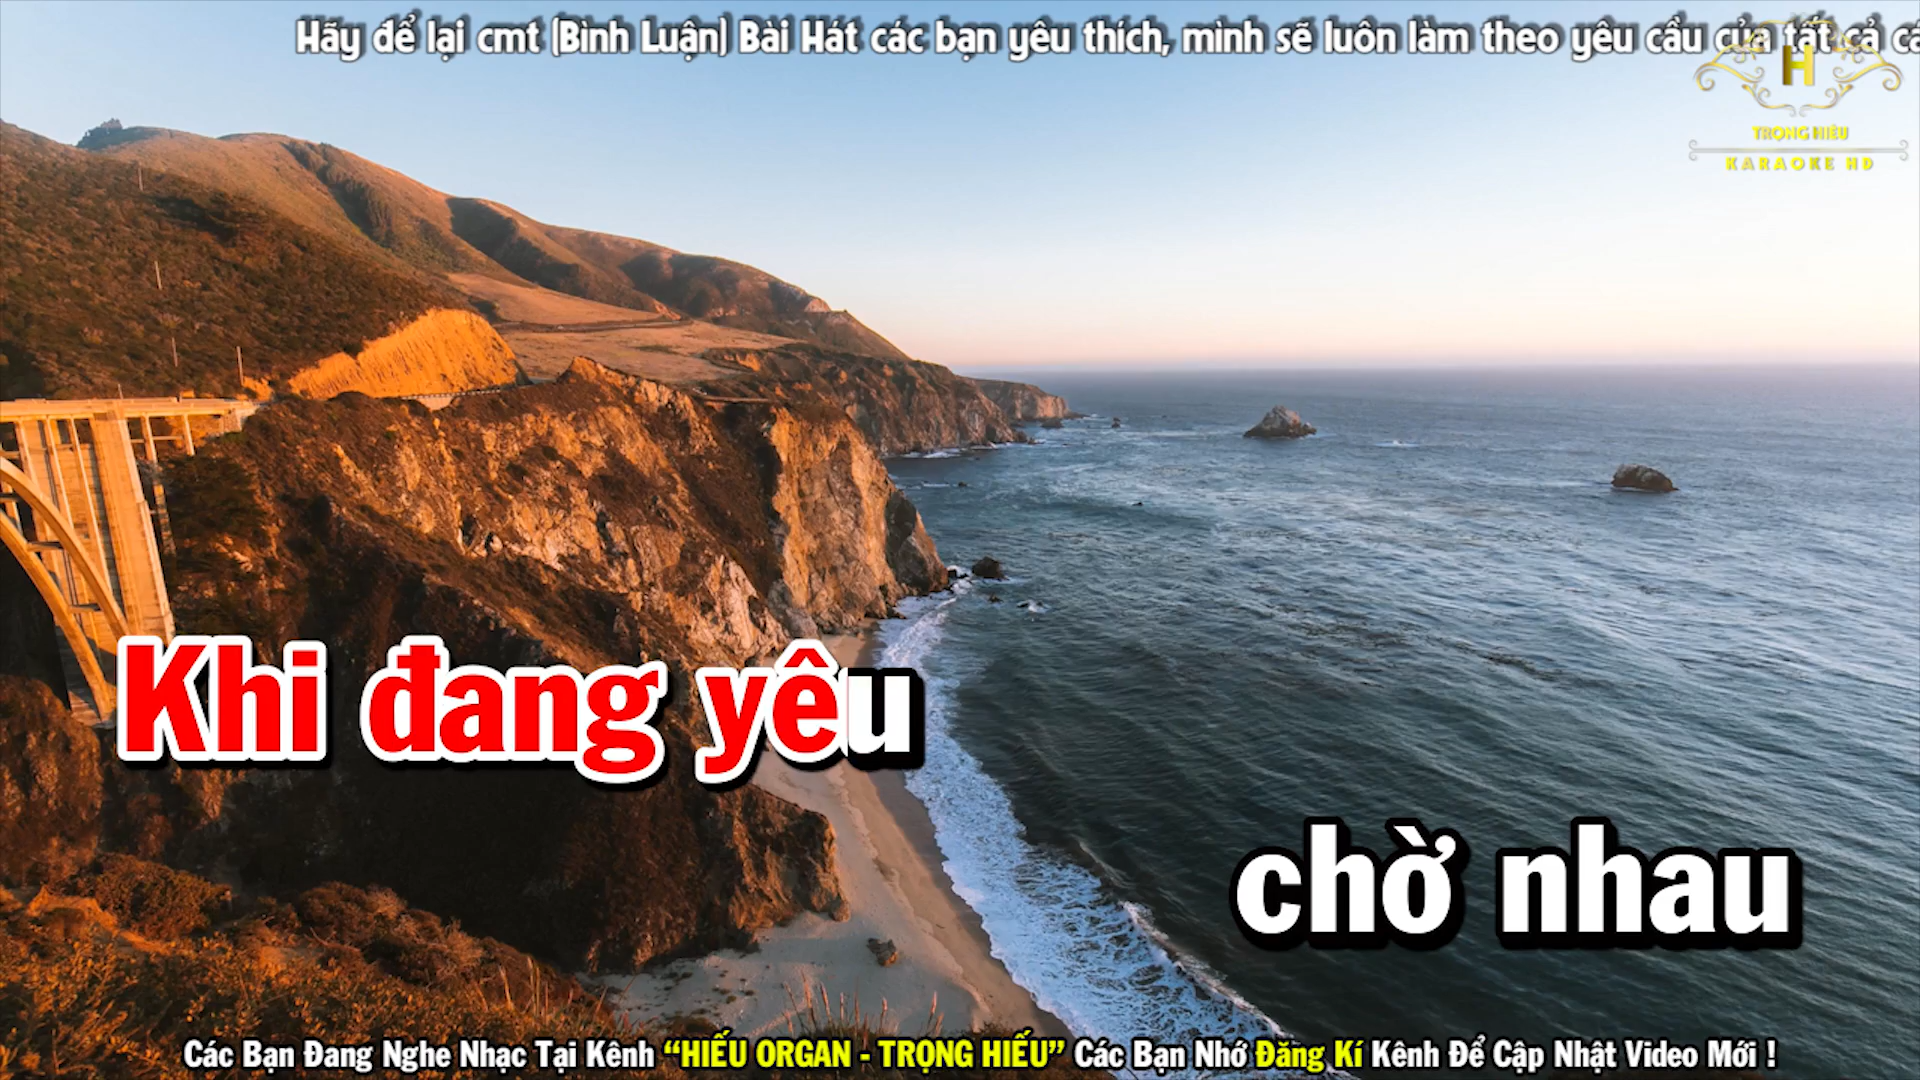 Hãy để lại cmt (Bình Luận) Bài Hát các bạn yêu thích, mình sẽ luôn làm theo yêu cầu của tất cả
H
TRỌNG HIẾU
KARAOKE HD
Khi đang yêu
chờ nhau
Các Bạn Đang Nghe Nhạc Tại Kênh “HIẾU ORGAN - TRỌNG HIẾU” Các Bạn Nhớ Đăng Kí Kênh Để Cập Nhật Video Mới !